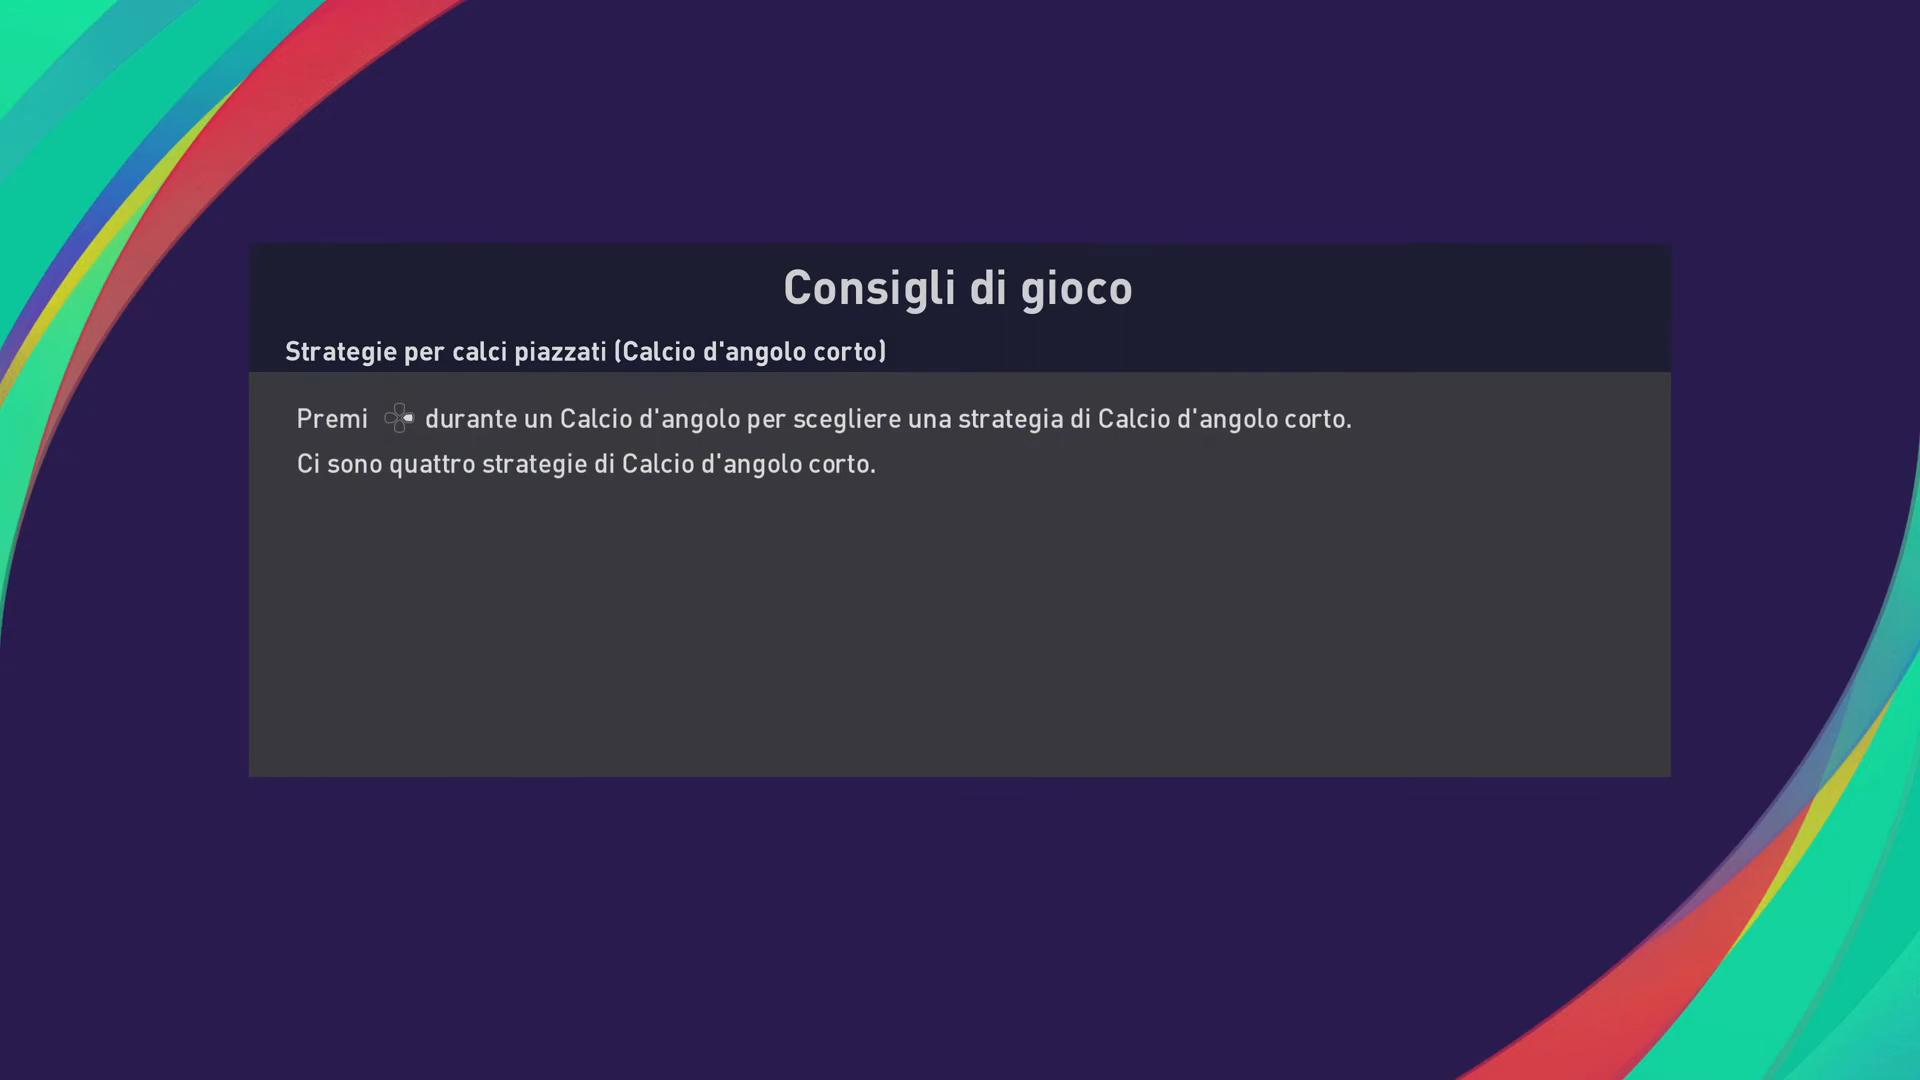 Consigli di gioco
Strategie per calci piazzati (Calcio d'angolo corto)
Premi durante un Calcio d'angolo per scegliere una strategia di Calcio d'angolo corto.
Ci sono quattro strategie di Calcio d'angolo corto.